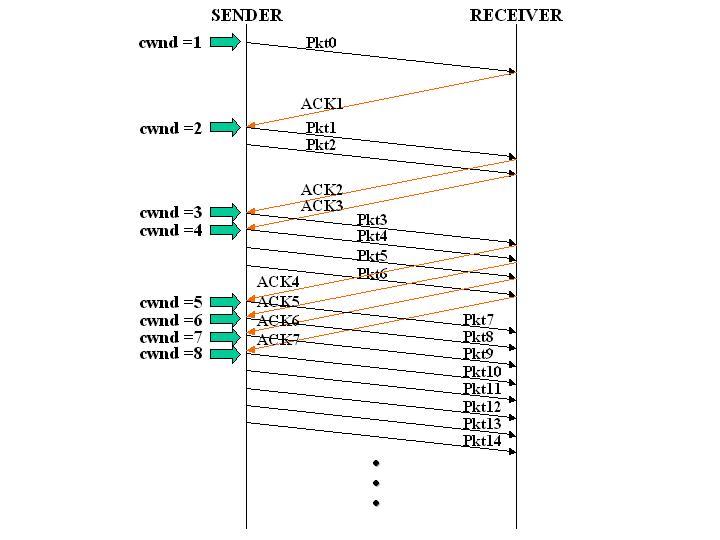 SENDER RECEIVER
cwnd =1 Pkt0
ACK1
cwnd =2 Pkt1
Pkt2
ACK2
ACK3
cwnd =3 Pkt3
cwnd =4 Pkt4
Pkt5
Pkt6
ACK4
cwnd =5 ACK5
cwnd =6 ACK6 Pkt7
cwnd =7 ACK7 Pkt8
cwnd =8 Pkt9
Pkt10
Pkt11
Pkt12
Pkt13
Pkt14